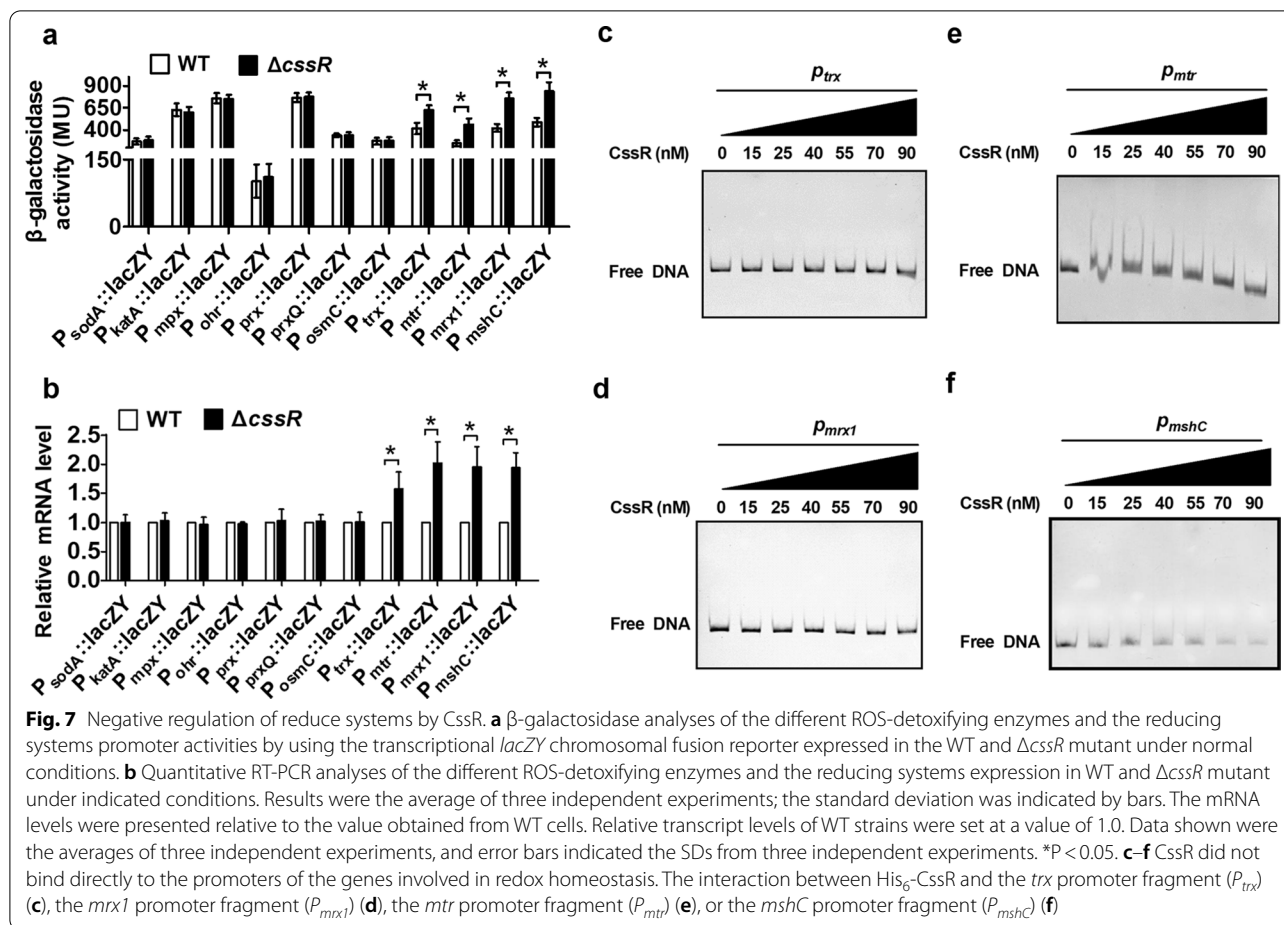 a
WT ΔcssR
β-galactosidase activity (MU)
900
650
400
150
0
* * * *
P sodA::lacZY
P katA::lacZY
P mpx::lacZY
P ohr::lacZY
P prx::lacZY
P prxQ::lacZY
P osmC::lacZY
P trx::lacZY
P mtr::lacZY
P mrx1::lacZY
P mshC::lacZY
b
WT ΔcssR
Relative mRNA level
2.5
2.0
1.5
1.0
0.5
0.0
* * * *
P sodA::lacZY
P katA::lacZY
P mpx::lacZY
P ohr::lacZY
P prx::lacZY
P prxQ::lacZY
P osmC::lacZY
P trx::lacZY
P mtr::lacZY
P mrx1::lacZY
P mshC::lacZY
c
Ptrx
CssR (nM) 0 15 25 40 55 70 90
Free DNA
d
Pmrx1
CssR (nM) 0 15 25 40 55 70 90
Free DNA
e
Pmtr
CssR (nM) 0 15 25 40 55 70 90
Free DNA
f
PmshC
CssR (nM) 0 15 25 40 55 70 90
Free DNA
Fig. 7 Negative regulation of reduce systems by CssR. a β-galactosidase analyses of the different ROS-detoxifying enzymes and the reducing
systems promoter activities by using the transcriptional lacZY chromosomal fusion reporter expressed in the WT and ΔcssR mutant under normal
conditions. b Quantitative RT-PCR analyses of the different ROS-detoxifying enzymes and the reducing systems expression in WT and ΔcssR mutant
under indicated conditions. Results were the average of three independent experiments; the standard deviation was indicated by bars. The mRNA
levels were presented relative to the value obtained from WT cells. Relative transcript levels of WT strains were set at a value of 1.0. Data shown were
the averages of three independent experiments, and error bars indicated the SDs from three independent experiments. *P < 0.05. c–f CssR did not
bind directly to the promoters of the genes involved in redox homeostasis. The interaction between His6-CssR and the trx promoter fragment (Ptrx)
(c), the mrx1 promoter fragment (Pmrx1) (d), the mtr promoter fragment (Pmtr) (e), or the mshC promoter fragment (PmshC) (f)